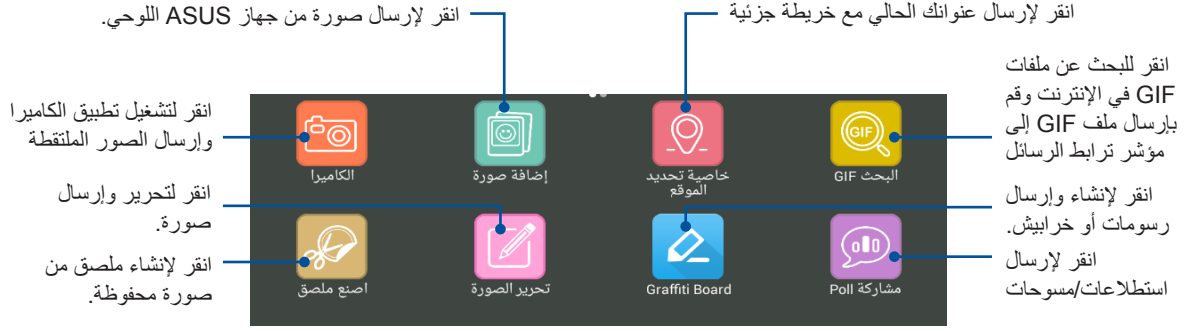 انقر لإرسال عنوانك الحالي مع خريطة جزئية
انقر لإرسال صورة من جهاز ASUS اللوحي.
انقر للبحث عن ملفات
GIF في الإنترنت وقم
بإرسال ملف GIF إلى
مؤشر ترابط الرسائل
انقر لإنشاء وإرسال
رسومات أو خرابيش.
انقر لإرسال
استطلاعات/مسوحات
انقر لتشغيل تطبيق الكاميرا
وإرسال الصور الملتقطة
انقر لتحرير وإرسال
صورة.
انقر لإنشاء ملصق من
صورة محفوظة.
GIF
البحث GIF
خاصية تحديد
الموقع
إضافة صورة
الكاميرا
مشاركة Poll
Graffiti Board
تحرير الصورة
اصنع ملصق